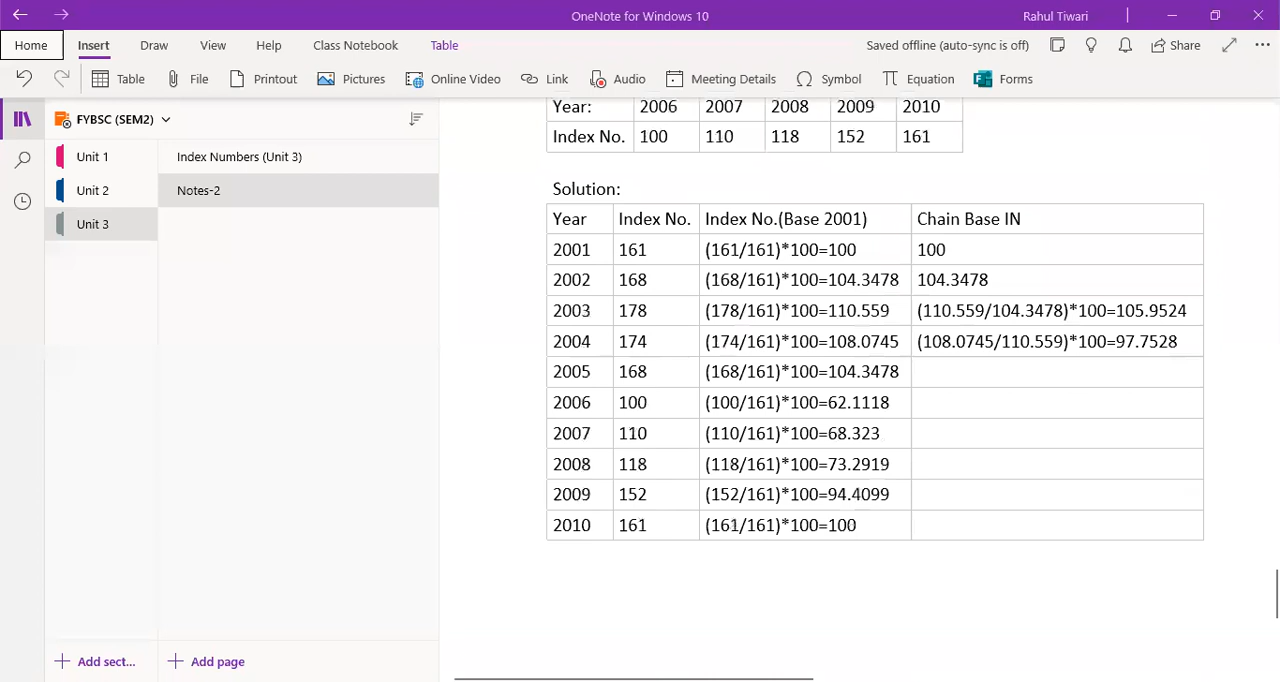 OneNote for Windows 10
Rahul Tiwari
Home Insert Draw View Help Class Notebook Table
Saved offline (auto-sync is off) Share
Table File Printout Pictures Online Video Link Audio Meeting Details Symbol Equation Forms
FYBSC (SEM2)
Unit 1
Unit 2
Unit 3
Index Numbers (Unit 3)
Notes-2
Year: 2006 2007 2008 2009 2010
Index No. 100 110 118 152 161
Solution:
Year Index No. Index No.(Base 2001) Chain Base IN
2001 161 (161/161)*100=100 100
2002 168 (168/161)*100=104.3478 104.3478
2003 178 (178/161)*100=110.559 (110.559/104.3478)*100=105.9524
2004 174 (174/161)*100=108.0745 (108.0745/110.559)*100=97.7528
2005 168 (168/161)*100=104.3478
2006 100 (100/161)*100=62.1118
2007 110 (110/161)*100=68.323
2008 118 (118/161)*100=73.2919
2009 152 (152/161)*100=94.4099
2010 161 (161/161)*100=100
Add sect... Add page